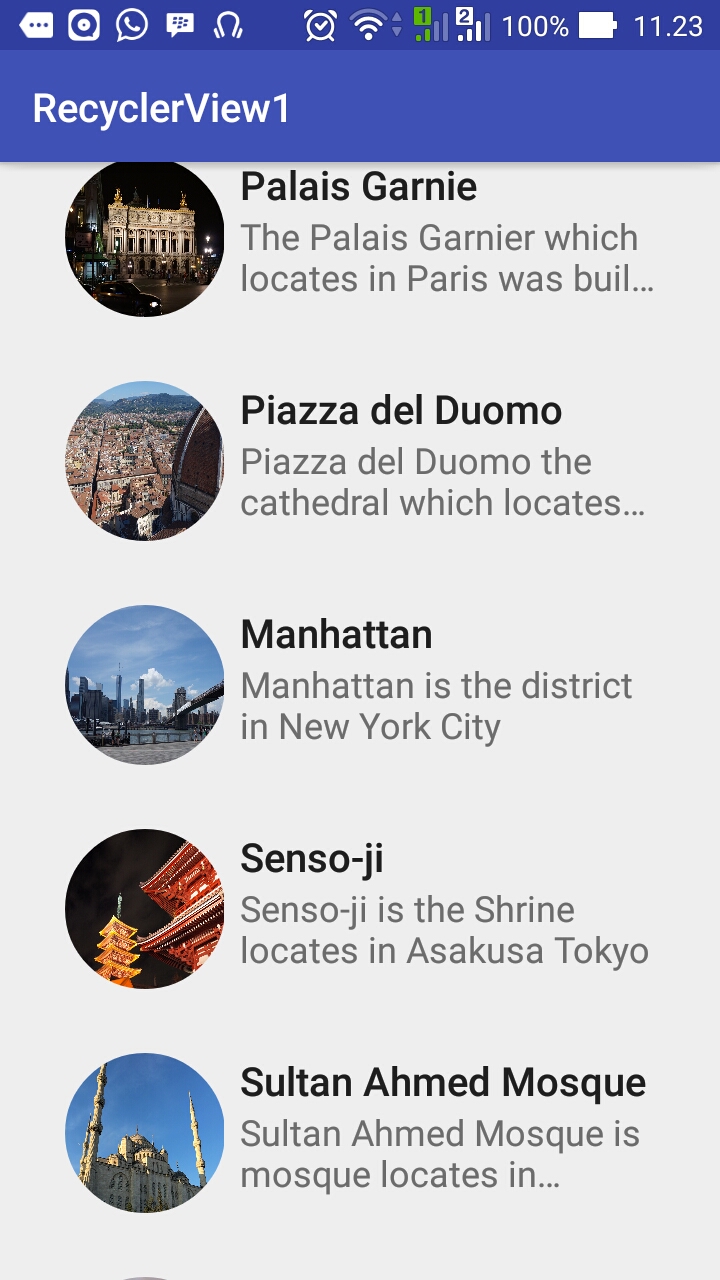 1 2 100% 11.23
RecyclerView1
Palais Garnie
The Palais Garnier which
locates in Paris was buil…
Piazza del Duomo
Piazza del Duomo the
cathedral which locates…
Manhattan
Manhattan is the district
in New York City
Senso-ji
Senso-ji is the Shrine
locates in Asakusa Tokyo
Sultan Ahmed Mosque
Sultan Ahmed Mosque is
mosque locates in…